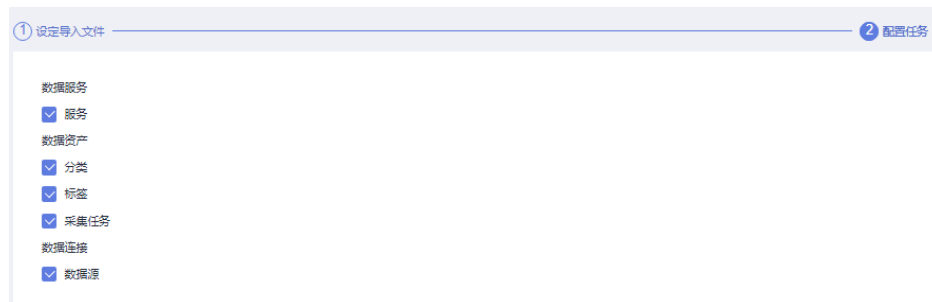 1 设定导入文件 2 配置任务
数据服务
服务
数据资产
分类
标签
采集任务
数据连接
数据源